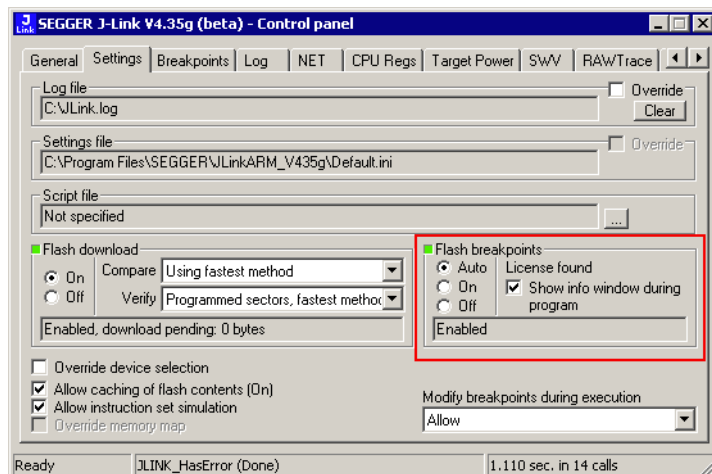 J Link SEGGER J-Link V4.35g (beta) - Control panel
General Settings Breakpoints Log NET CPU Regs Target Power SWV RAWTrace
Log file
Override
C:\JLink.log
Clear
Settings file
Override
C:\Program Files\SEGGER\JLinkARM_V435g\Default.ini
Script file
Not specified
...
Flash download
On
Off
Compare Using fastest method
Verify Programmed sectors, fastest method
Enabled, download pending: 0 bytes
Flash breakpoints
Auto
On
Off
License found
Show info window during
program
Enabled
Override device selection
Allow caching of flash contents (On)
Allow instruction set simulation
Override memory map
Modify breakpoints during execution
Allow
Ready JLINK_HasError (Done) 1.110 sec. in 14 calls